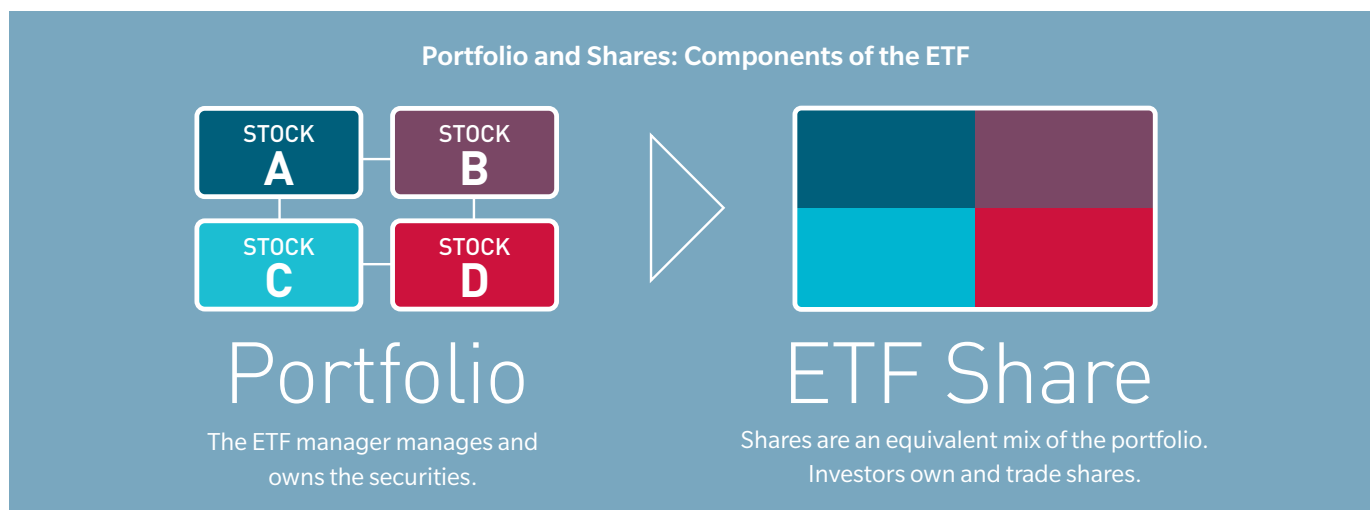 Portfolio and Shares: Components of the ETF
STOCK
A
STOCK
B
STOCK
C
STOCK
D
Portfolio
The ETF manager manages and
owns the securities.
ETF Share
Shares are an equivalent mix of the portfolio.
Investors own and trade shares.